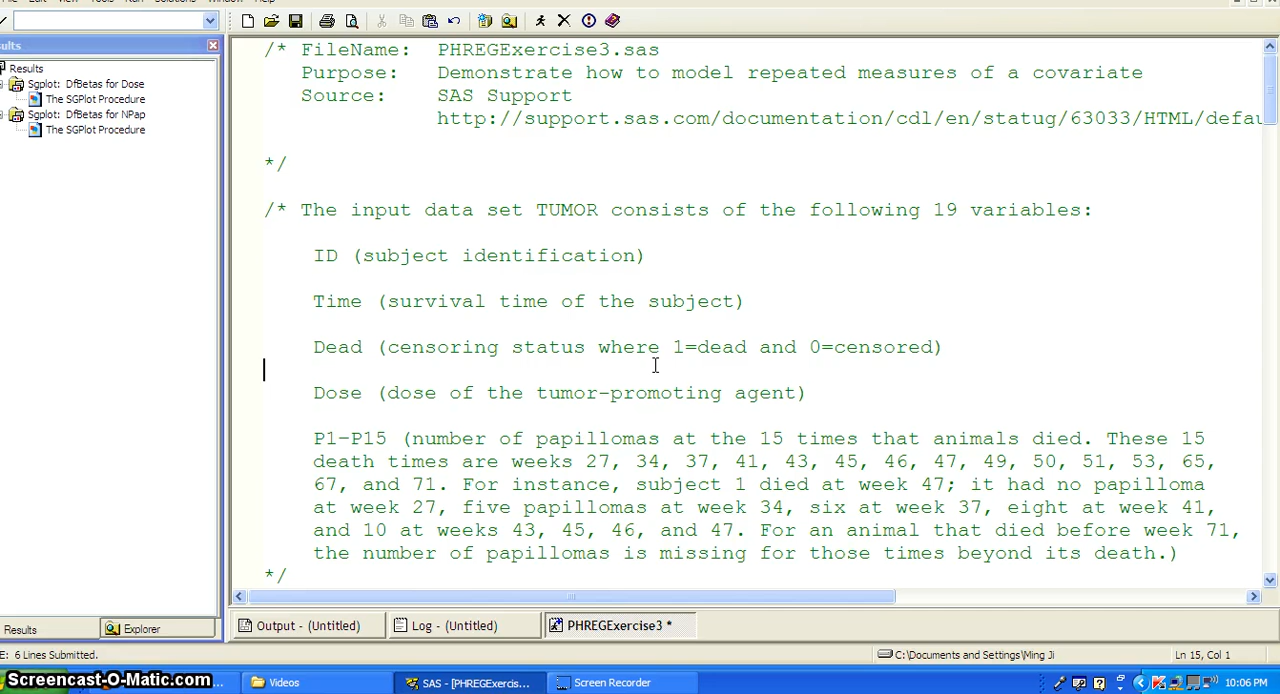 /* FileName: PHREGExercise3.sas
Purpose: Demonstrate how to model repeated measures of a covariate
Source: SAS Support
http://support.sas.com/documentation/cdl/en/statug/63033/HTML/defau
*/
/* The input data set TUMOR consists of the following 19 variables:
ID (subject identification)
Time (survival time of the subject)
Dead (censoring status where 1=dead and 0=censored)
Dose (dose of the tumor-promoting agent)
P1-P15 (number of papillomas at the 15 times that animals died. These 15
death times are weeks 27, 34, 37, 41, 43, 45, 46, 47, 49, 50, 51, 53, 65,
67, and 71. For instance, subject 1 died at week 47; it had no papilloma
at week 27, five papillomas at week 34, six at week 37, eight at week 41,
and 10 at weeks 43, 45, 46, and 47. For an animal that died before week 71,
the number of papillomas is missing for those times beyond its death.)
*/
ults
Results
Sgplot: DfBetas for Dose
The SGPlot Procedure
Sgplot: DfBetas for NPap
The SGPlot Procedure
Results
Explorer
Output - (Untitled)
Log - (Untitled)
PHREGExercise3 *
E: 6 Lines Submitted.
C:\Documents and Settings\Ming Ji
Ln 15, Col 1
Screencast-O-Matic.com
Videos
SAS - [PHREGExercis...
Screen Recorder
10:06 PM